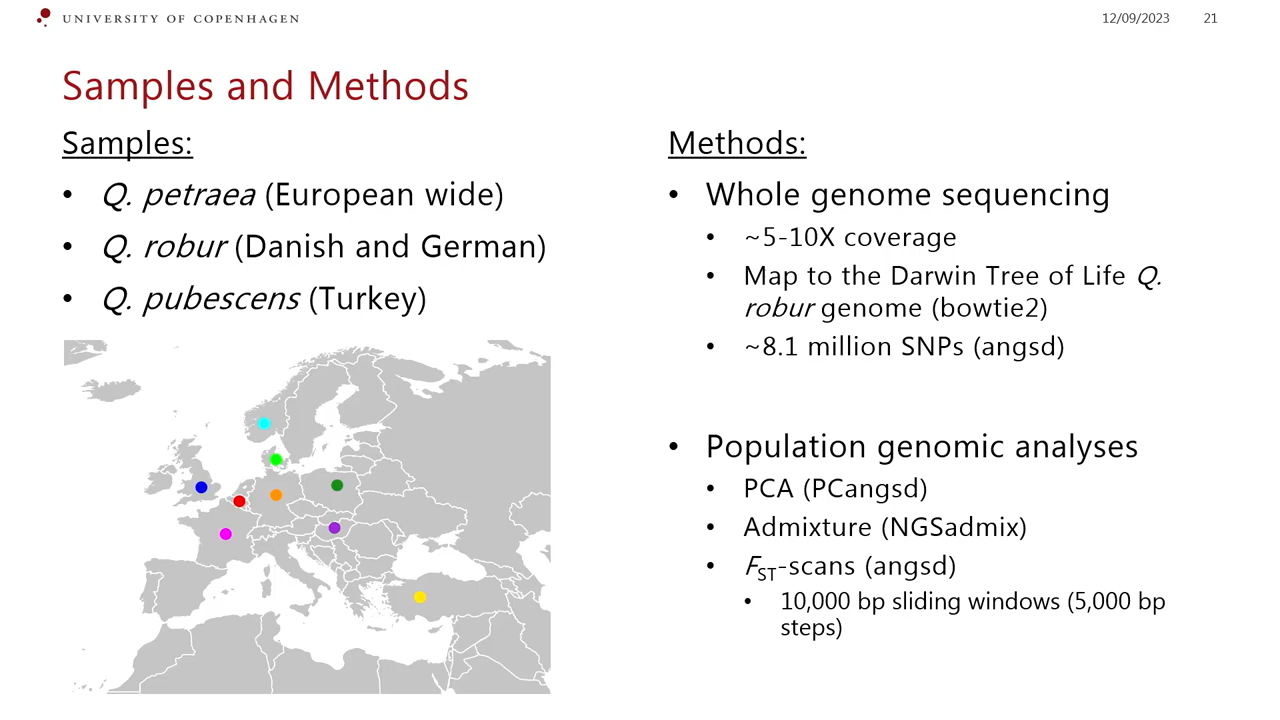 UNIVERSITY OF COPENHAGEN
12/09/2023 21
Samples and Methods
Samples:
• Q. petraea (European wide)
• Q. robur (Danish and German)
• Q. pubescens (Turkey)
Methods:
• Whole genome sequencing
• ~5-10X coverage
• Map to the Darwin Tree of Life Q.
robur genome (bowtie2)
• ~8.1 million SNPs (angsd)
• Population genomic analyses
• PCA (PCangsd)
• Admixture (NGSadmix)
• FST-scans (angsd)
• 10,000 bp sliding windows (5,000 bp
steps)